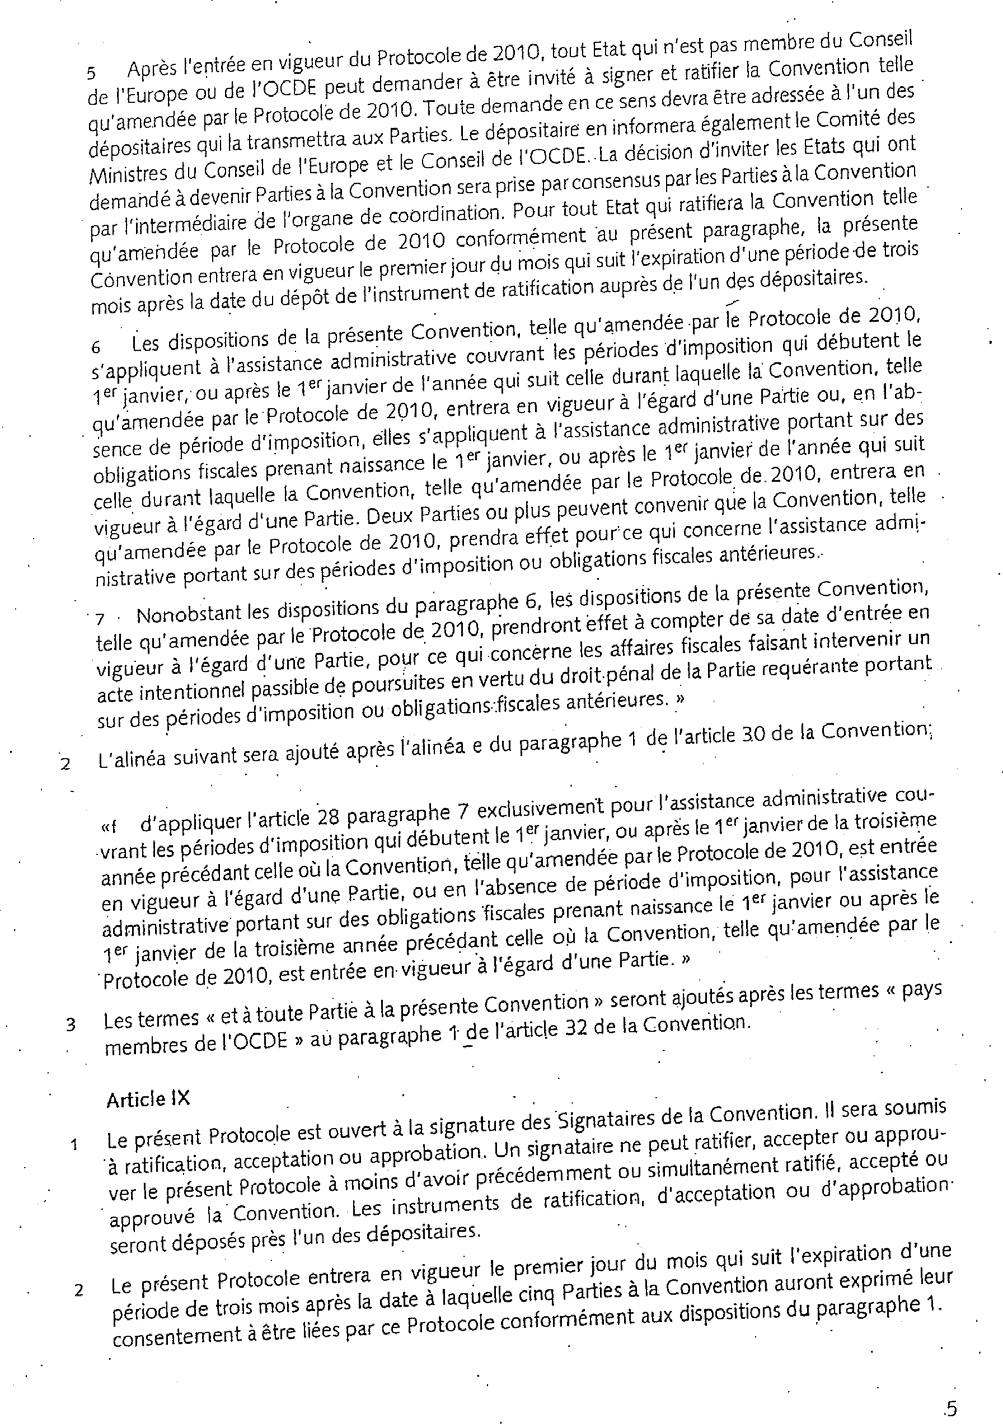 5 Après l'entrée en vigueur du Protocole de 2010, tout Etat qui n'est pas membre du Conseil
de l'Europe ou de l'OCDE peut demander à être invité à signer et ratifier la Convention telle
qu'amendée par le Protocole de 2010. Toute demande en ce sens devra être adressée à l'un des
dépositaires qui la transmettra aux Parties. Le dépositaire en informera également le Comité des
Ministres du Conseil de l'Europe et le Conseil de l'OCDE. La décision d'inviter les Etats qui ont
demandé à devenir Parties à la Convention sera prise par consensus par les Parties à la Convention
par l'intermédiaire de l'organe de coordination. Pour tout Etat qui ratifiera la Convention telle
qu'amendée par le Protocole de 2010 conformément au présent paragraphe, la présente
Convention entrera en vigueur le premier jour du mois qui suit l'expiration d'une période de trois
mois après la date du dépôt de l'instrument de ratification auprès de l'un des dépositaires.
6 Les dispositions de la présente Convention, telle qu'amendée par le Protocole de 2010,
s'appliquent à l'assistance administrative couvrant les périodes d'imposition qui débutent le
1er janvier, ou après le 1er janvier de l'année qui suit celle durant laquelle la Convention, telle
qu'amendée par le Protocole de 2010, entrera en vigueur à l'égard d'une Partie ou, en l'ab-
sence de période d'imposition, elles s'appliquent à l'assistance administrative portant sur des
obligations fiscales prenant naissance le 1er janvier, ou après le 1er janvier de l'année qui suit
celle durant laquelle la Convention, telle qu'amendée par le Protocole de 2010, entrera en
vigueur à l'égard d'une Partie. Deux Parties ou plus peuvent convenir que la Convention, telle
qu'amendée par le Protocole de 2010, prendra effet pour ce qui concerne l'assistance admi-
nistrative portant sur des périodes d'imposition ou obligations fiscales antérieures.
7 Nonobstant les dispositions du paragraphe 6, les dispositions de la présente Convention,
telle qu'amendée par le Protocole de 2010, prendront effet à compter de sa date d'entrée en
vigueur à l'égard d'une Partie, pour ce qui concerne les affaires fiscales faisant intervenir un
acte intentionnel passible de poursuites en vertu du droit pénal de la Partie requérante portant
sur des périodes d'imposition ou obligations fiscales antérieures. »
2 L'alinéa suivant sera ajouté après l'alinéa e du paragraphe 1 de l'article 30 de la Convention;
«f d'appliquer l'article 28 paragraphe 7 exclusivement pour l'assistance administrative cou-
vrant les périodes d'imposition qui débutent le 1er janvier, ou après le 1er janvier de la troisième
année précédant celle où la Convention, telle qu'amendée par le Protocole de 2010, est entrée
en vigueur à l'égard d'une Partie, ou en l'absence de période d'imposition, pour l'assistance
administrative portant sur des obligations fiscales prenant naissance le 1er janvier ou après le
1er janvier de la troisième année précédant celle où la Convention, telle qu'amendée par le
Protocole de 2010, est entrée en vigueur à l'égard d'une Partie. »
3 Les termes « et à toute Partie à la présente Convention » seront ajoutés après les termes « pays
membres de l'OCDE » au paragraphe 1 de l'article 32 de la Convention.
Article IX
1 Le présent Protocole est ouvert à la signature des Signataires de la Convention. Il sera soumis
à ratification, acceptation ou approbation. Un signataire ne peut ratifier, accepter ou approu-
ver le présent Protocole à moins d'avoir précédemment ou simultanément ratifié, accepté ou
approuvé la Convention. Les instruments de ratification, d'acceptation ou d'approbation
seront déposés près l'un des dépositaires.
2 Le présent Protocole entrera en vigueur le premier jour du mois qui suit l'expiration d'une
période de trois mois après la date à laquelle cinq Parties à la Convention auront exprimé leur
consentement à être liées par ce Protocole conformément aux dispositions du paragraphe 1.
5